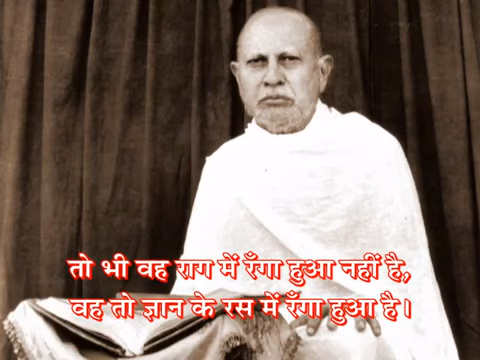 तो भी वह राग में रँगा हुआ नहीं है,
वह तो ज्ञान के रस में रँगा हुआ है।